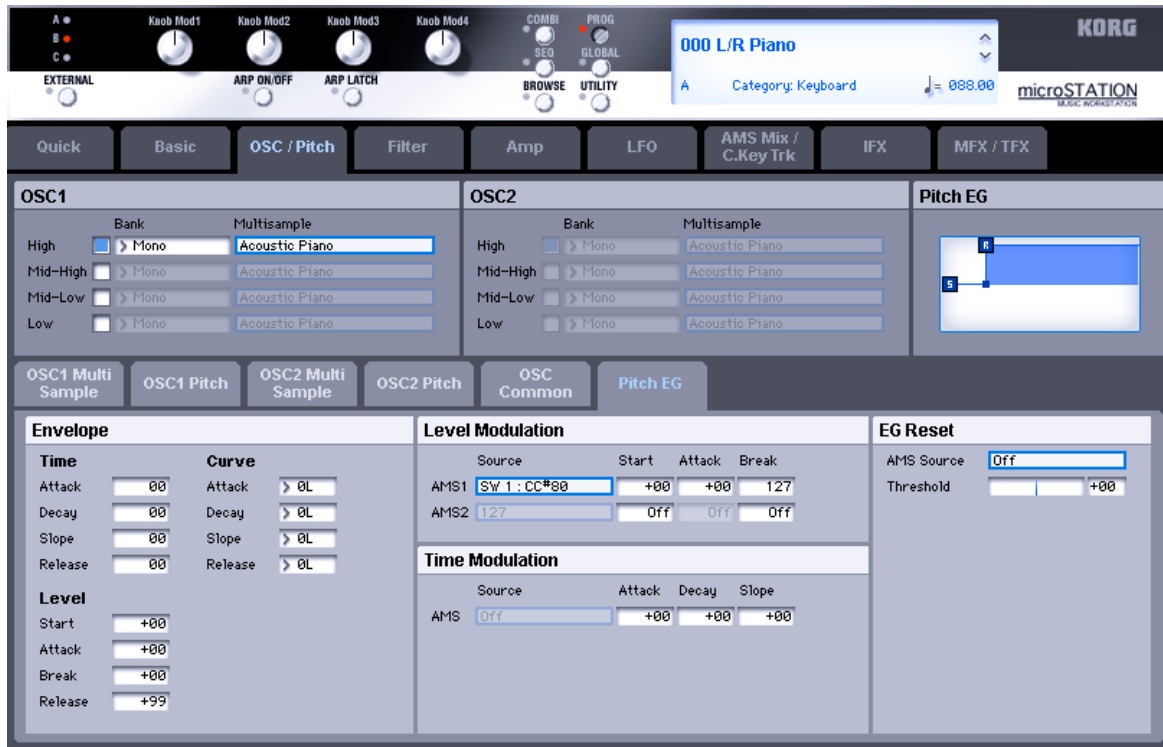 A
B
C
EXTERNAL
Knob Mod1 Knob Mod2 Knob Mod3 Knob Mod4
ARP ON/OFF ARP LATCH
COMBI PROG
SEQ GLOBAL
BROWSE UTILITY
000 L/R Piano
A Category: Keyboard ♩= 088.00
KORG
microSTATION
MUSIC WORKSTATION
Quick Basic OSC / Pitch Filter Amp LFO AMS Mix / C.Key Trk IFX MFX / TFX
OSC1
Bank Multisample
High > Mono Acoustic Piano
Mid-High > Mono Acoustic Piano
Mid-Low > Mono Acoustic Piano
Low > Mono Acoustic Piano
OSC2
Bank Multisample
High > Mono Acoustic Piano
Mid-High > Mono Acoustic Piano
Mid-Low > Mono Acoustic Piano
Low > Mono Acoustic Piano
Pitch EG
R
S
OSC1 Multi Sample OSC1 Pitch OSC2 Multi Sample OSC2 Pitch OSC Common Pitch EG
Envelope
Time Curve
Attack 00 Attack > 0L
Decay 00 Decay > 0L
Slope 00 Slope > 0L
Release 00 Release > 0L
Level
Start +00
Attack +00
Break +00
Release +99
Level Modulation
Source Start Attack Break
AMS1 SW 1 : CC#80 +00 +00 127
AMS2 127 Off Off Off
Time Modulation
Source Attack Decay Slope
AMS Off +00 +00 +00
EG Reset
AMS Source Off
Threshold +00